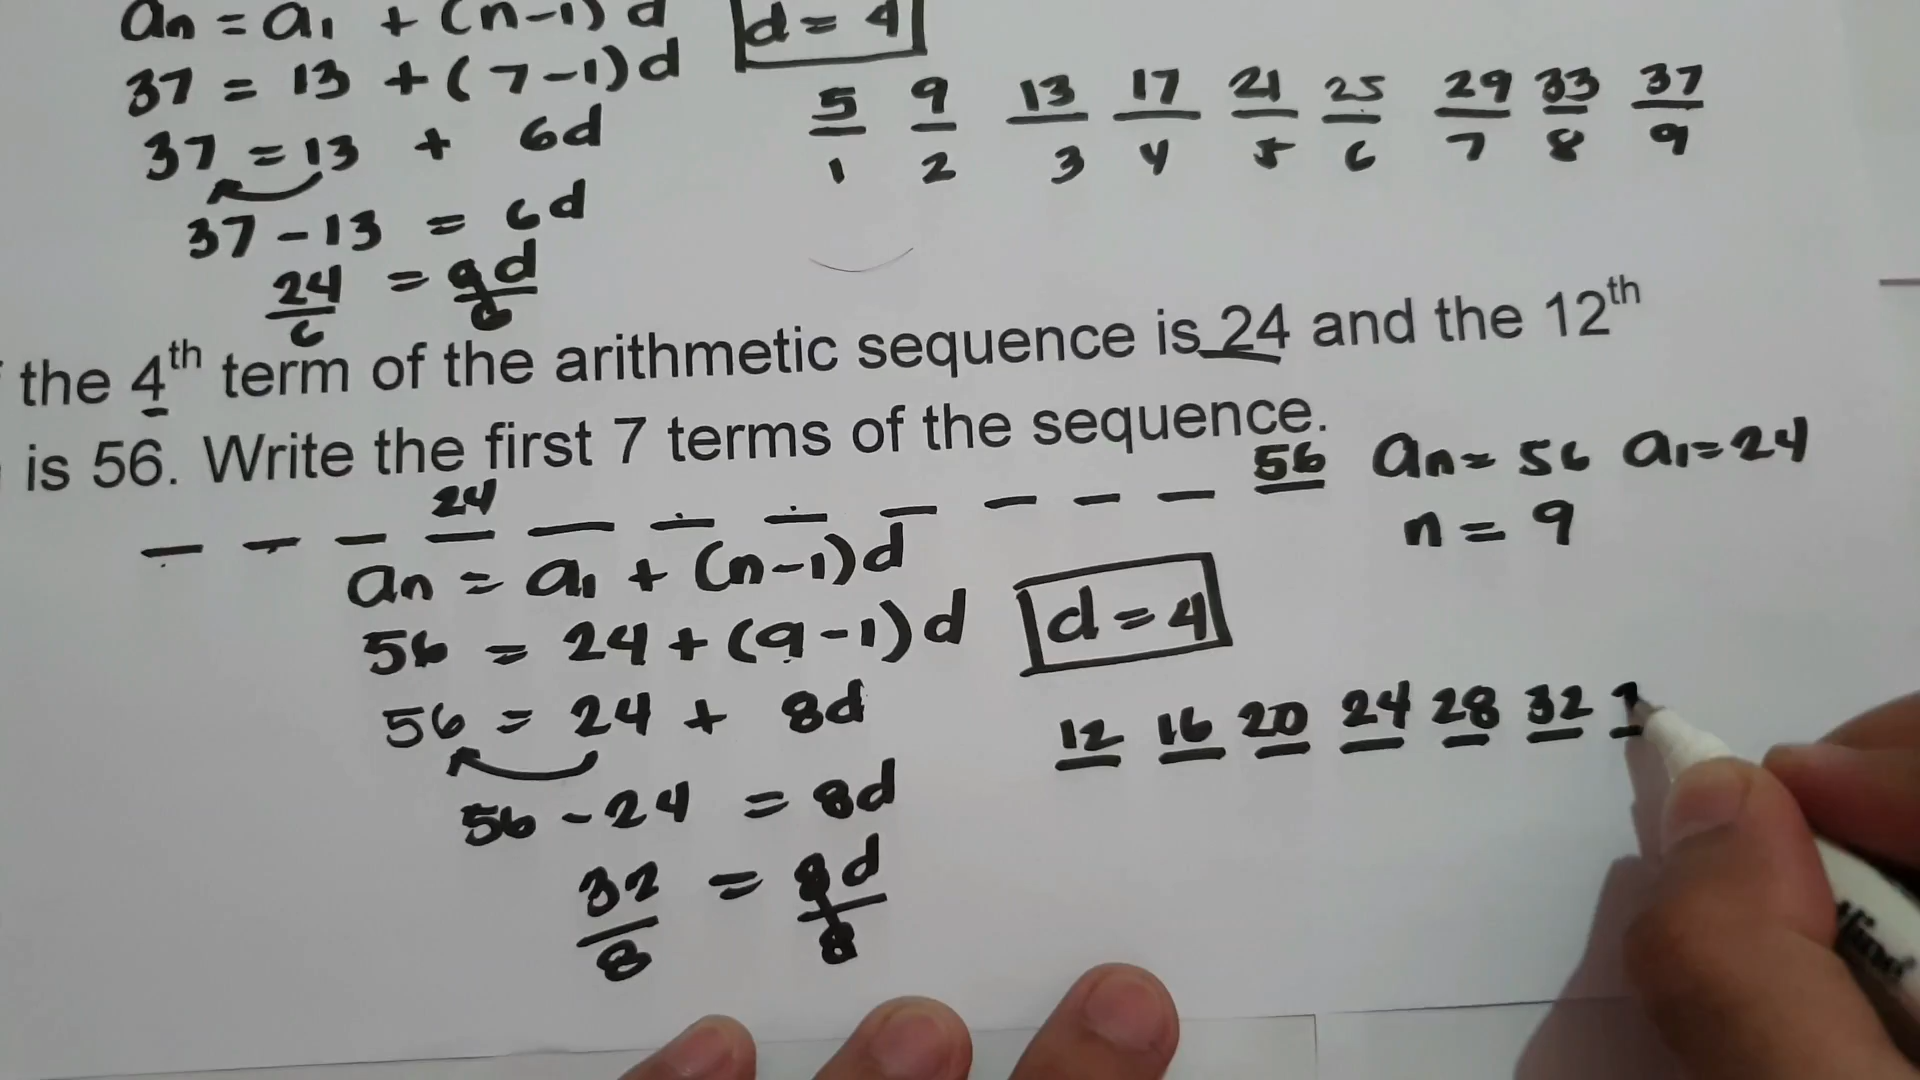 an = a1 + (n-1) d
d = 4
37 = 13 + (7-1)d
37 = 13 + 6d
37 - 13 = 6d
24/6 = 6d/6
5 9 13 17 21 25 29 33 37
1 2 3 4 5 6 7 8 9
the 4th term of the arithmetic sequence is 24 and the 12th
is 56. Write the first 7 terms of the sequence.
24 56
an = 56 a1 = 24
n = 9
an = a1 + (n-1)d
56 = 24 + (9-1)d
56 = 24 + 8d
56 - 24 = 8d
32/8 = 8d/8
d = 4
12 16 20 24 28 32